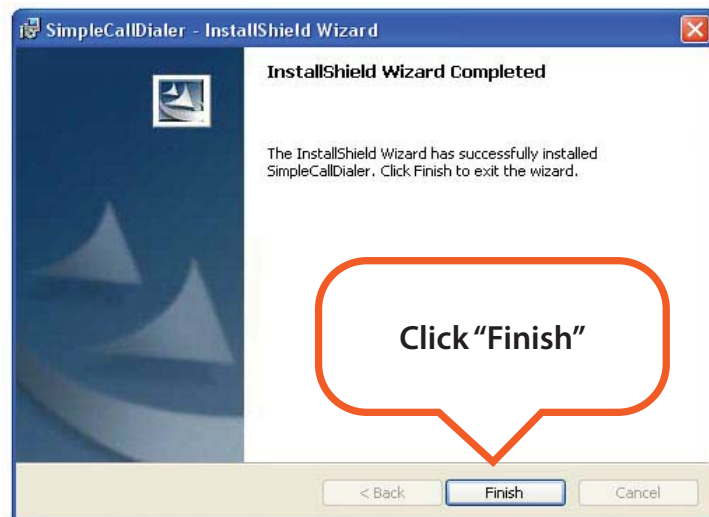 SimpleCallDialer - InstallShield Wizard
InstallShield Wizard Completed
The InstallShield Wizard has successfully installed
SimpleCallDialer. Click Finish to exit the wizard.
Click “Finish”
< Back Finish Cancel